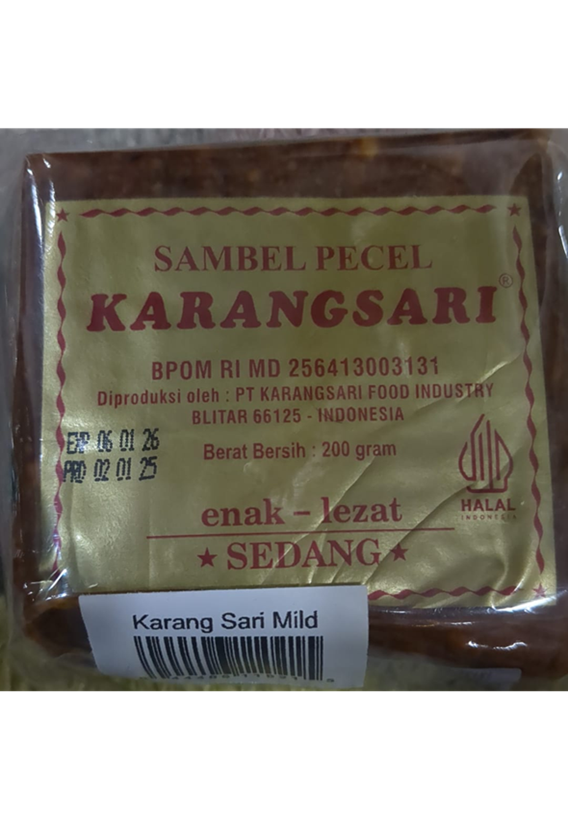 SAMBEL PECEL
KARANGSARI®
BPOM RI MD 256413003131
Diproduksi oleh : PT KARANGSARI FOOD INDUSTRY
BLITAR 66125 - INDONESIA
EXP 06 01 26
PRO 02 01 25
Berat Bersih : 200 gram
HALAL
INDONESIA
enak – lezat
★ SEDANG ★
Karang Sari Mild